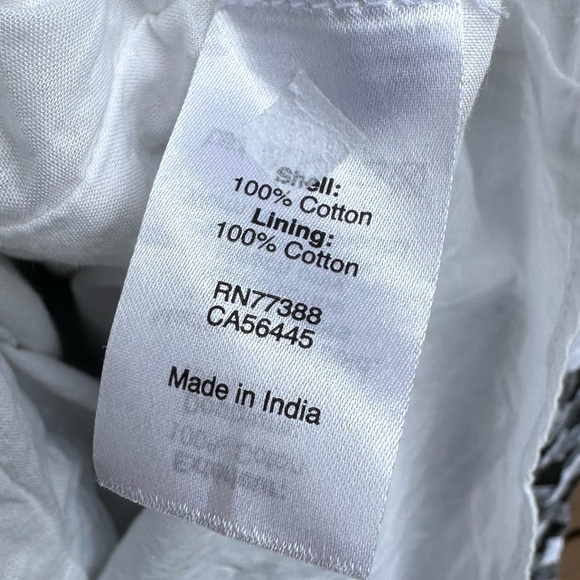 Shell:
100% Cotton
Lining:
100% Cotton
RN77388
CA56445
Made in India